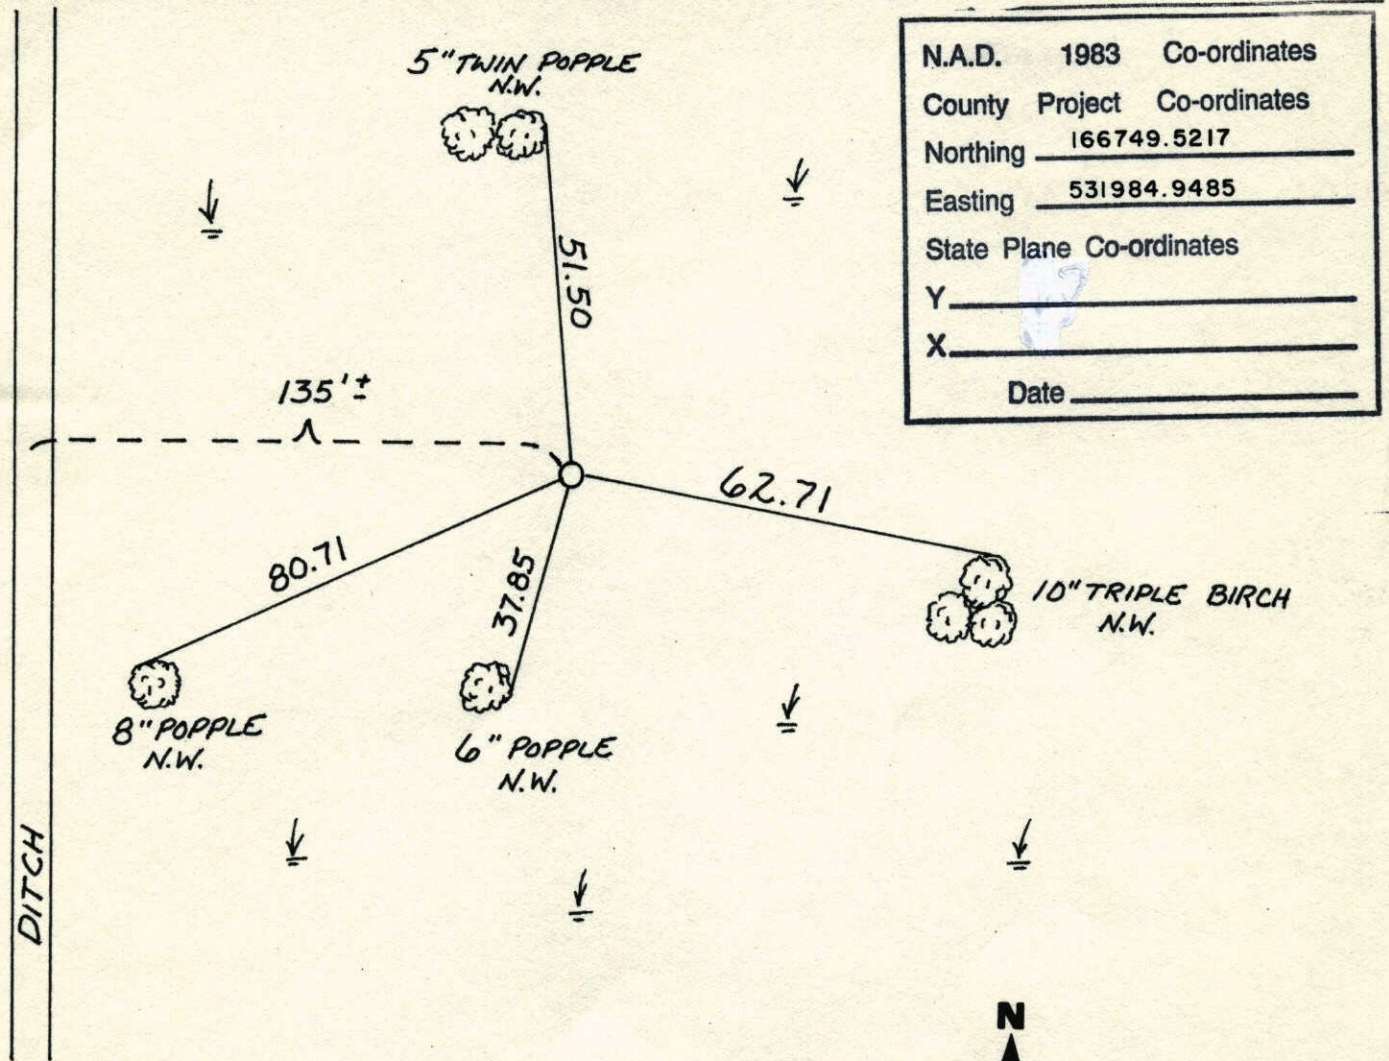 5" TWIN POPPLE
N.W.
N.A.D. 1983 Co-ordinates
County Project Co-ordinates
Northing 166749.5217
Easting 531984.9485
State Plane Co-ordinates
Y
X
Date
51.50
135'±
62.71
80.71
37.85
10" TRIPLE BIRCH
N.W.
8" POPPLE
N.W.
6" POPPLE
N.W.
DITCH
N